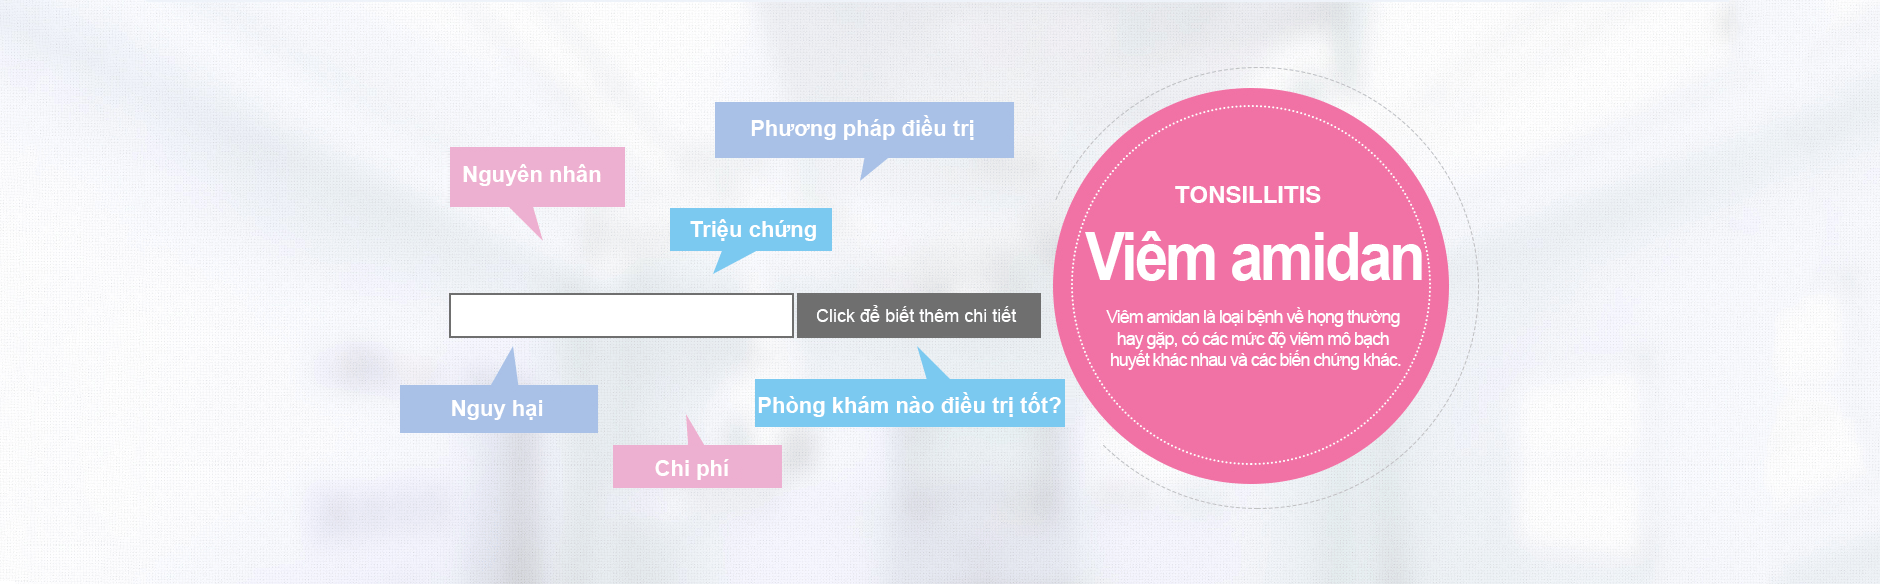 Phương pháp điều trị
Nguyên nhân
Triệu chứng
Click để biết thêm chi tiết
Nguy hại
Phòng khám nào điều trị tốt?
Chi phí
TONSILLITIS
Viêm amidan
Viêm amidan là loại bệnh về họng thường
hay gặp, có các mức độ viêm mô bạch
huyết khác nhau và các biến chứng khác.